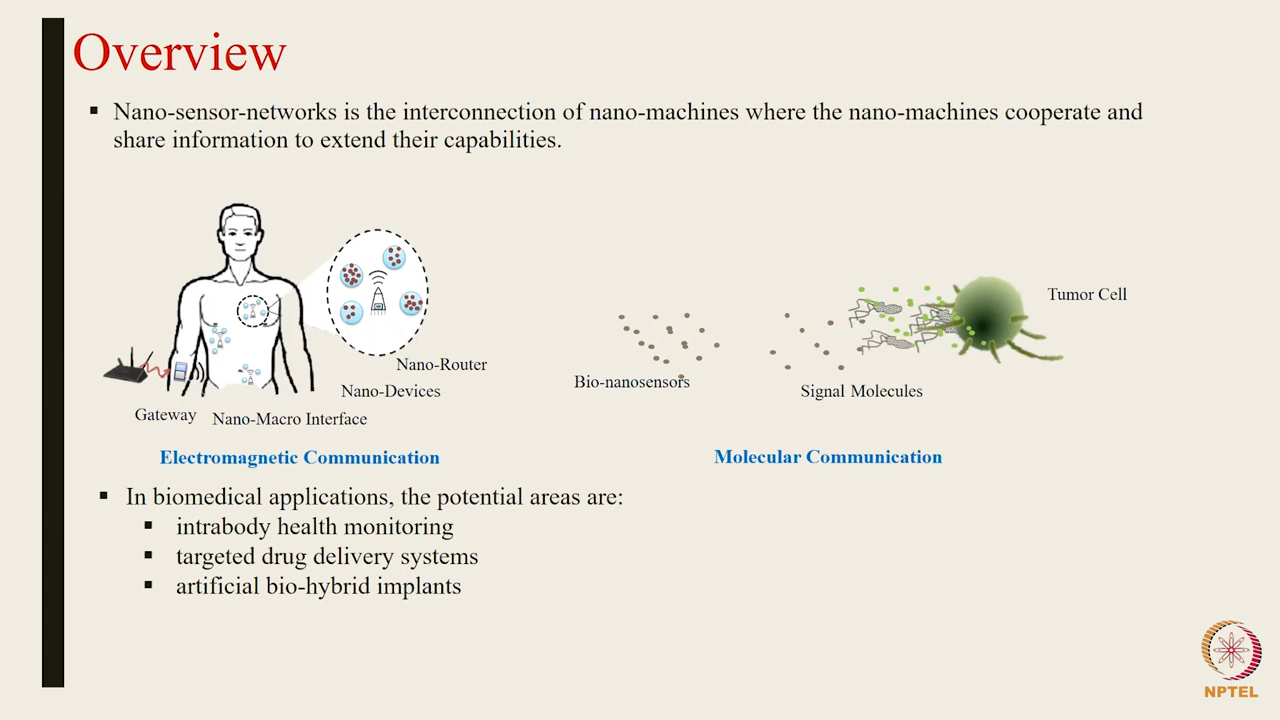 Overview
▪ Nano-sensor-networks is the interconnection of nano-machines where the nano-machines cooperate and
share information to extend their capabilities.
Tumor Cell
Nano-Router
Bio-nanosensors
Nano-Devices
Signal Molecules
Gateway
Nano-Macro Interface
Electromagnetic Communication
Molecular Communication
▪ In biomedical applications, the potential areas are:
▪ intrabody health monitoring
▪ targeted drug delivery systems
▪ artificial bio-hybrid implants
NPTEL